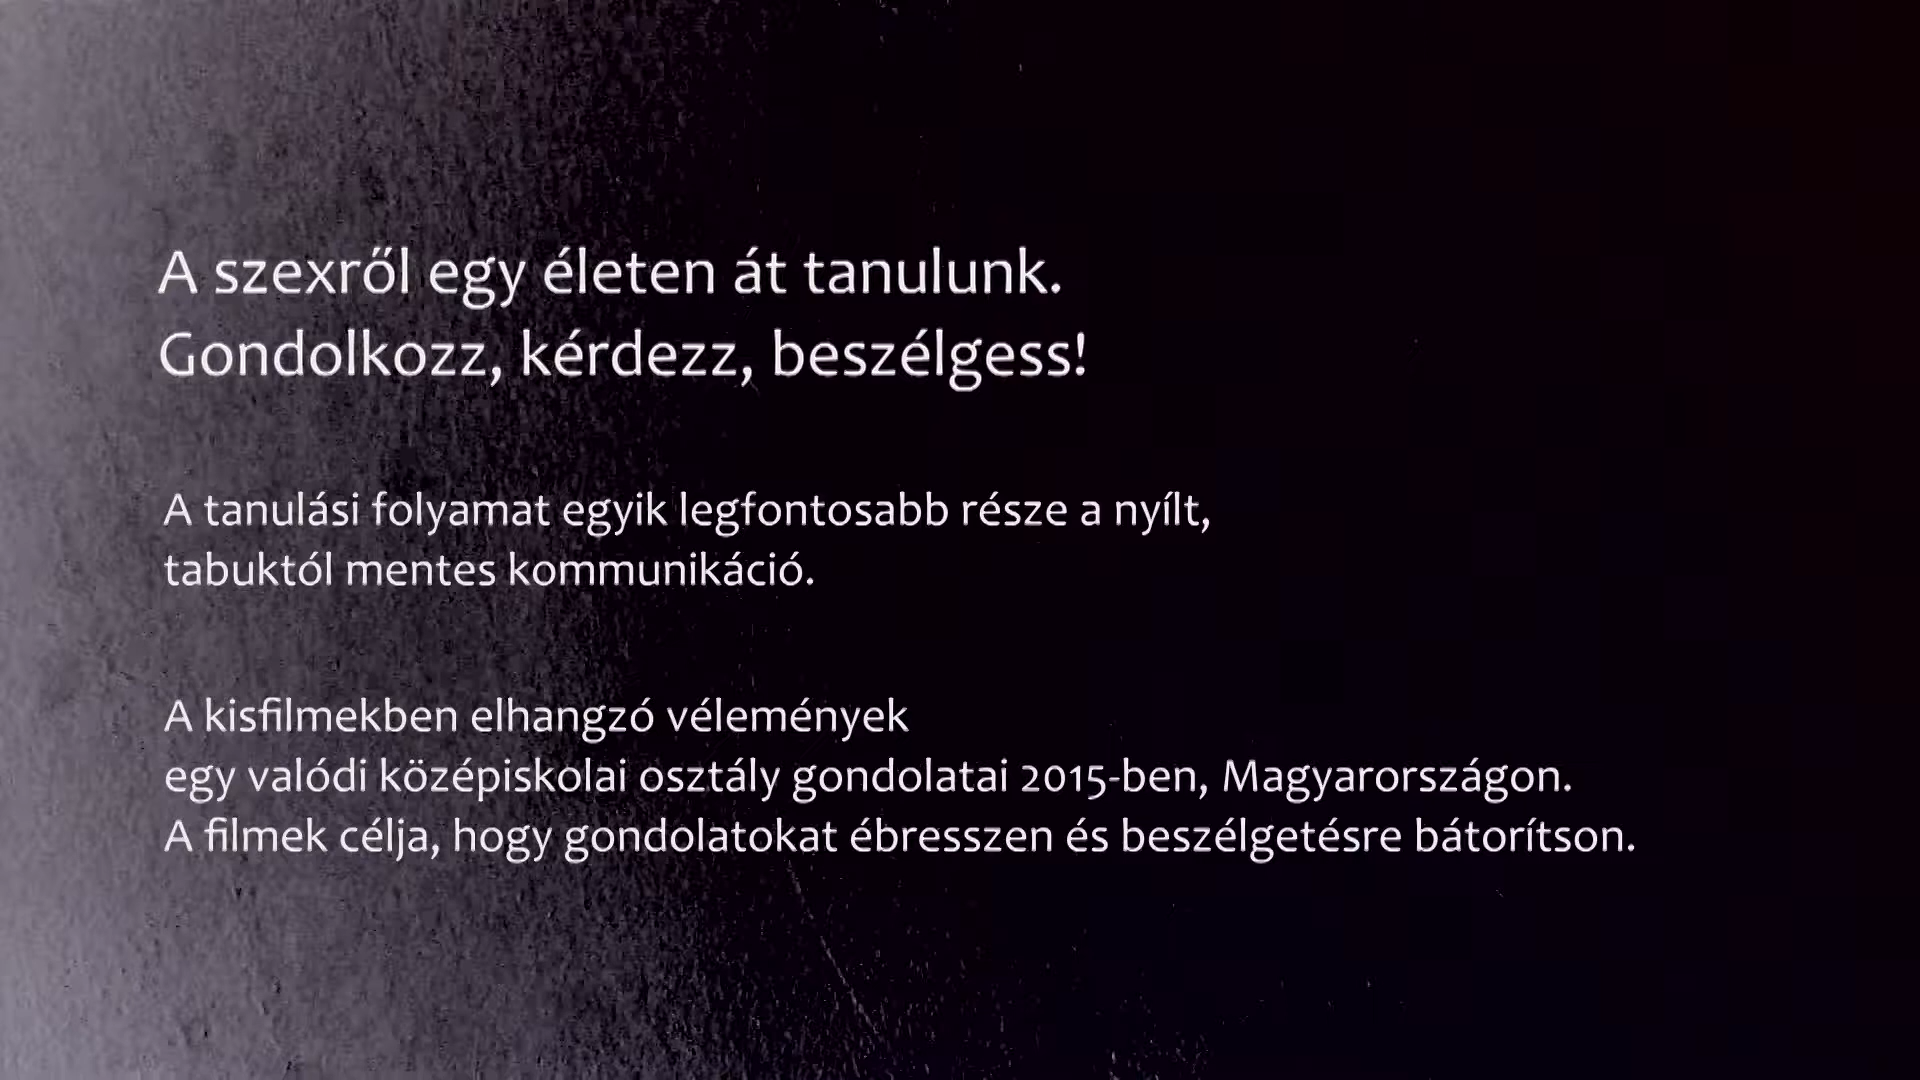 A szexről egy életen át tanulunk.
Gondolkozz, kérdezz, beszélgess!
A tanulási folyamat egyik legfontosabb része a nyílt,
tabuktól mentes kommunikáció.
A kisfilmekben elhangzó vélemények
egy valódi középiskolai osztály gondolatai 2015-ben, Magyarországon.
A filmek célja, hogy gondolatokat ébresszen és beszélgetésre bátorítson.